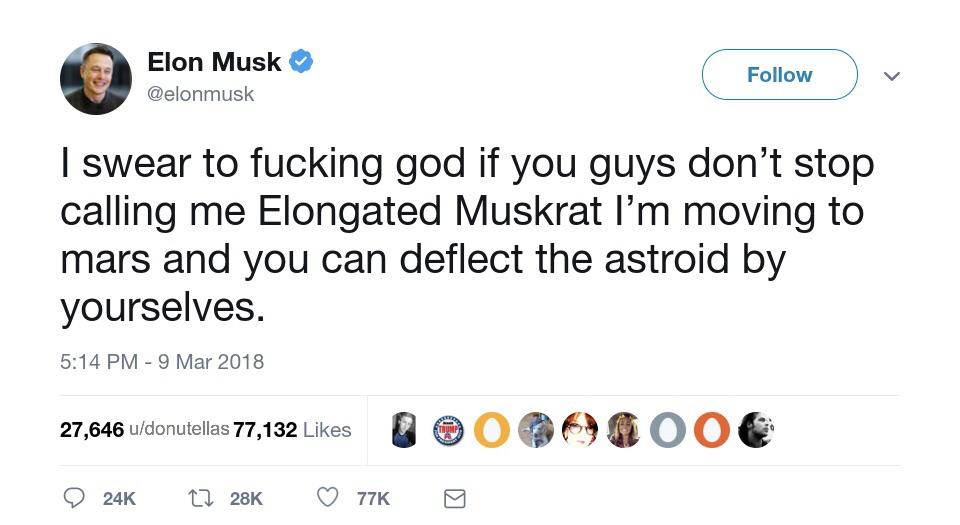 Elon Musk
@elonmusk
Follow
I swear to fucking god if you guys don’t stop
calling me Elongated Muskrat I’m moving to
mars and you can deflect the astroid by
yourselves.
5:14 PM - 9 Mar 2018
27,646 u/donutellas 77,132 Likes
TRUMP
24K 28K 77K